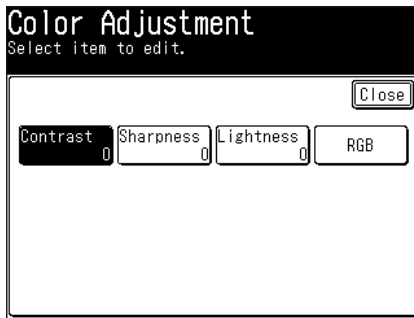 Color Adjustment
Select item to edit.
Close
Contrast Sharpness Lightness RGB
0 0 0